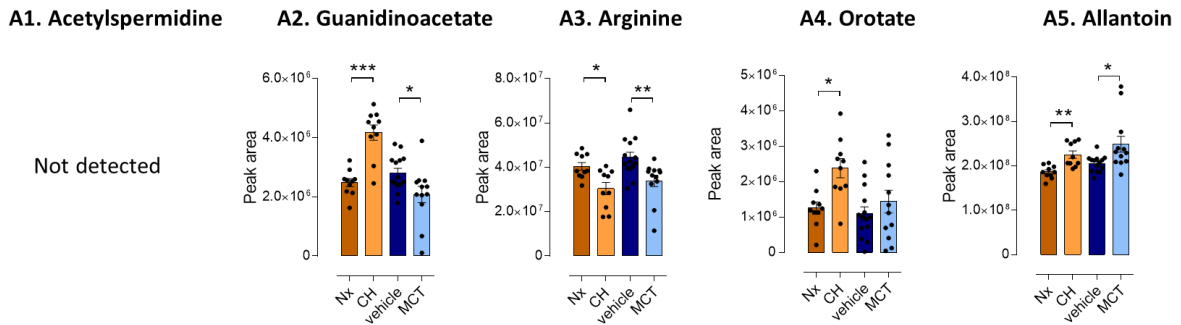 A1. Acetylspermidine
Not detected
A2. Guanidinoacetate
Peak area
6.0×10⁶
4.0×10⁶
2.0×10⁶
0
***
*
Nx
CH
vehicle
MCT
A3. Arginine
Peak area
8.0×10⁷
6.0×10⁷
4.0×10⁷
2.0×10⁷
0
*
**
Nx
CH
vehicle
MCT
A4. Orotate
Peak area
5×10⁶
4×10⁶
3×10⁶
2×10⁶
1×10⁶
0
*
Nx
CH
vehicle
MCT
A5. Allantoin
Peak area
4.0×10⁸
3.0×10⁸
2.0×10⁸
1.0×10⁸
0
**
*
Nx
CH
vehicle
MCT